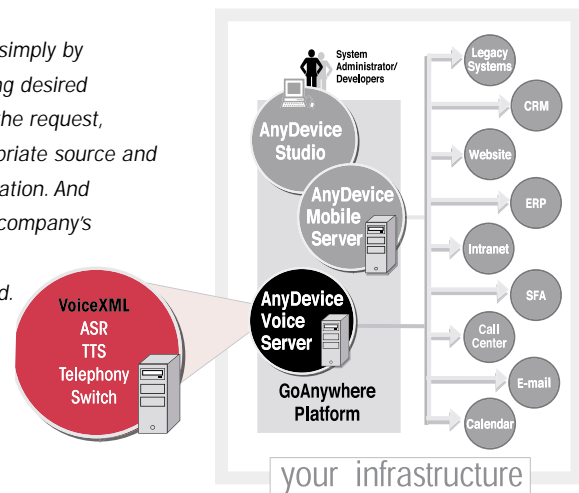 simply by
ng desired
the request,
priate source and
ation. And
company's
d.
System
Administrator/
Developers
AnyDevice
Studio
AnyDevice
Mobile
Server
AnyDevice
Voice
Server
GoAnywhere
Platform
VoiceXML
ASR
TTS
Telephony
Switch
Legacy
Systems
CRM
Website
ERP
Intranet
SFA
Call
Center
E-mail
Calendar
your infrastructure